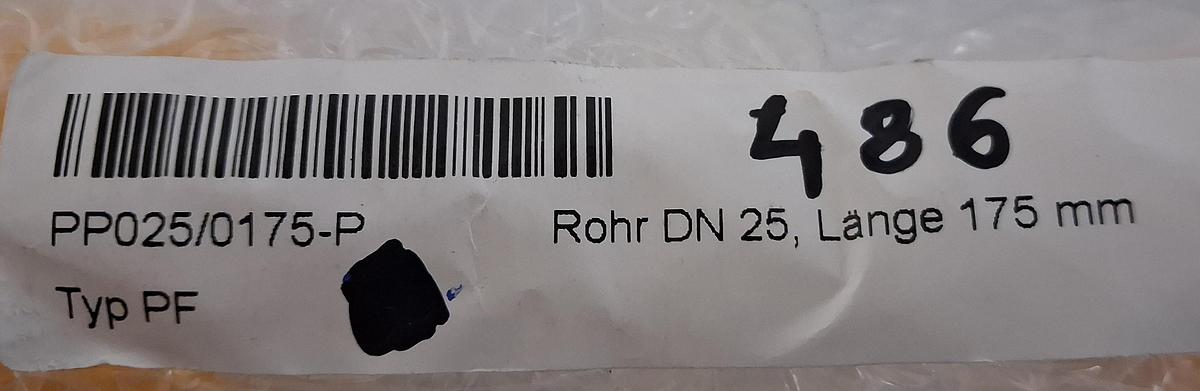 486
PP025/0175-P
Rohr DN 25, Länge 175 mm
Typ PF